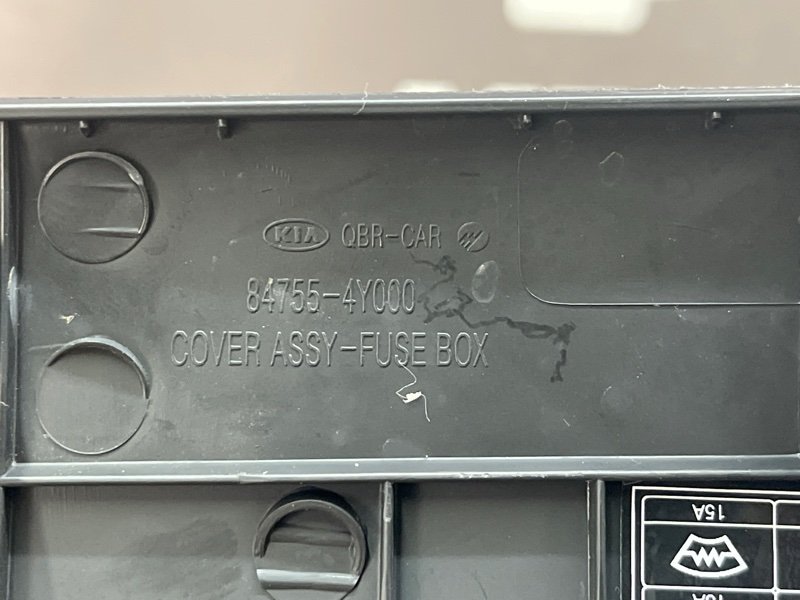 KIA QBR-CAR
84755-4Y000
COVER ASSY-FUSE BOX
15A